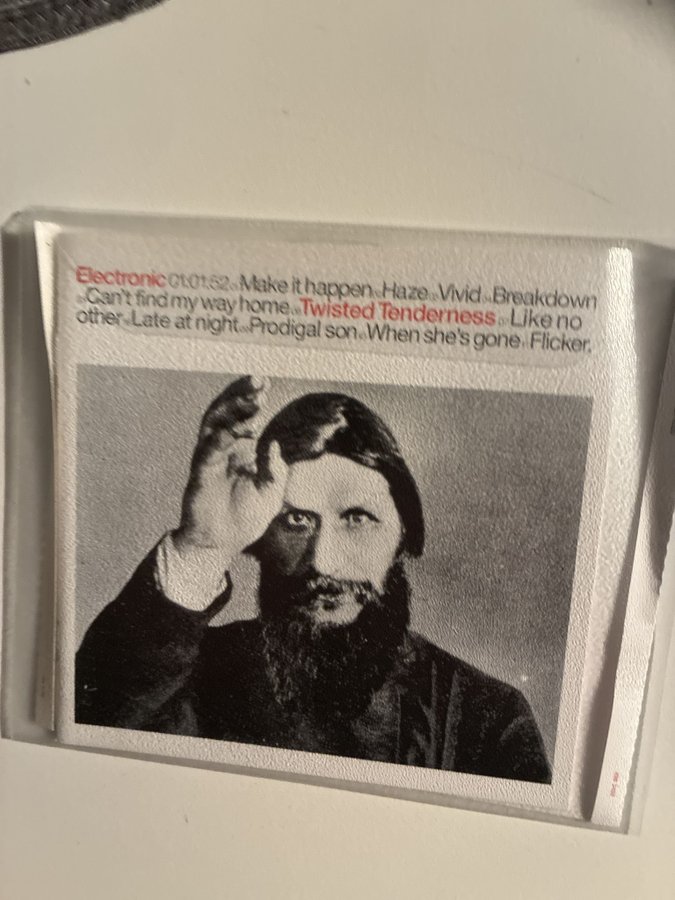 Electronic 01:01:52 Make it happen Haze Vivid Breakdown
Can't find my way home Twisted Tenderness Like no
other Late at night Prodigal son When she's gone Flicker.